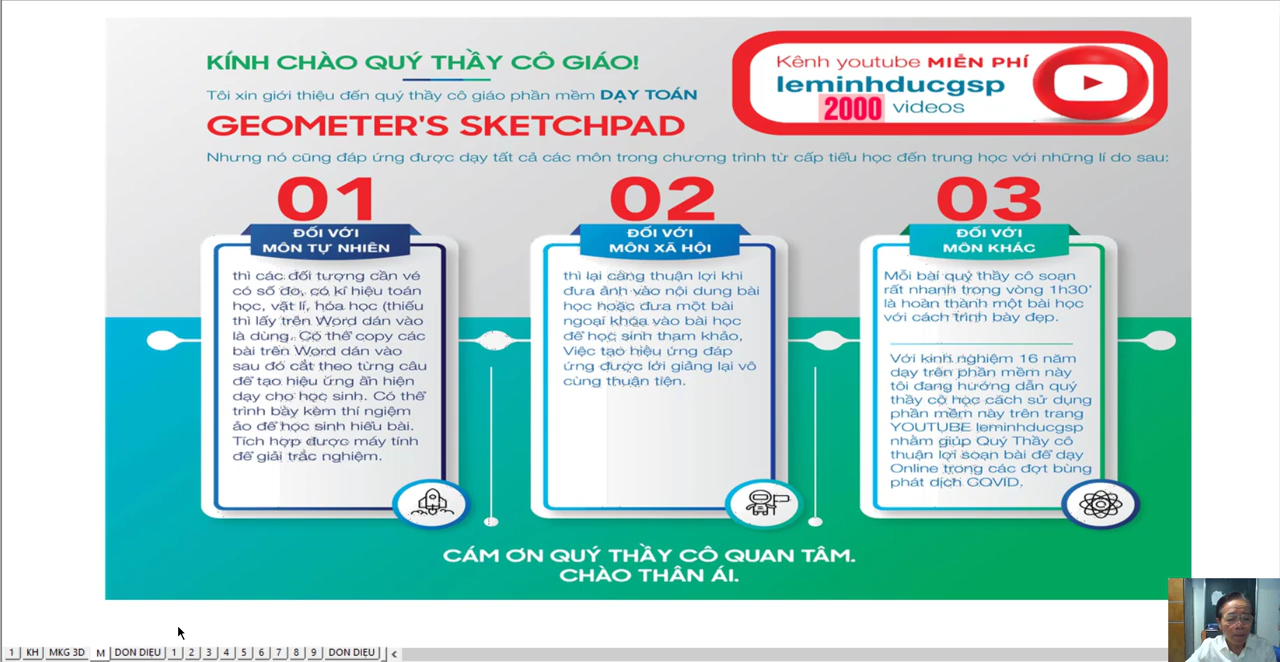 KÍNH CHÀO QUÝ THẦY CÔ GIÁO!
Tôi xin giới thiệu đến quý thầy cô giáo phần mềm DẠY TOÁN
GEOMETER'S SKETCHPAD
Kênh youtube MIỄN PHÍ
leminhducgsp
2000 videos
Nhưng nó cũng đáp ứng được dạy tất cả các môn trong chương trình từ cấp tiểu học đến trung học với những lí do sau:
01
ĐỐI VỚI
MÔN TỰ NHIÊN
thì các đối tượng cần vẽ
có số đo, có kí hiệu toán
học, vật lí, hóa học (thiếu
thì lấy trên Word dán vào
là dùng. Có thể copy các
bài trên Word dán vào
sau đó cắt theo từng câu
để tạo hiệu ứng ẩn hiện
dạy cho học sinh. Có thể
trình bày kèm thí ngiệm
ảo để học sinh hiểu bài.
Tích hợp được máy tính
để giải trắc nghiệm.
02
ĐỐI VỚI
MÔN XÃ HỘI
thì lại càng thuận lợi khi
đưa ảnh vào nội dung bài
học hoặc đưa một bài
ngoại khóa vào bài học
để học sinh tham khảo,
Việc tạo hiệu ứng đáp
ứng được lời giảng lại vô
cùng thuận tiện.
03
ĐỐI VỚI
MÔN KHÁC
Mỗi bài quý thầy cô soạn
rất nhanh trong vòng 1h30'
là hoàn thành một bài học
với cách trình bày đẹp.
Với kinh nghiệm 16 năm
dạy trên phần mềm này
tôi đang hướng dẫn quý
thầy cô học cách sử dụng
phần mềm này trên trang
YOUTUBE leminhducgsp
nhằm giúp Quý Thầy cô
thuận lợi soạn bài để dạy
Online trong các đợt bùng
phát dịch COVID.
CÁM ƠN QUÝ THẦY CÔ QUAN TÂM.
CHÀO THÂN ÁI.
1 KH MKG 3D M DON DIEU 1 2 3 4 5 6 7 8 9 DON DIEU